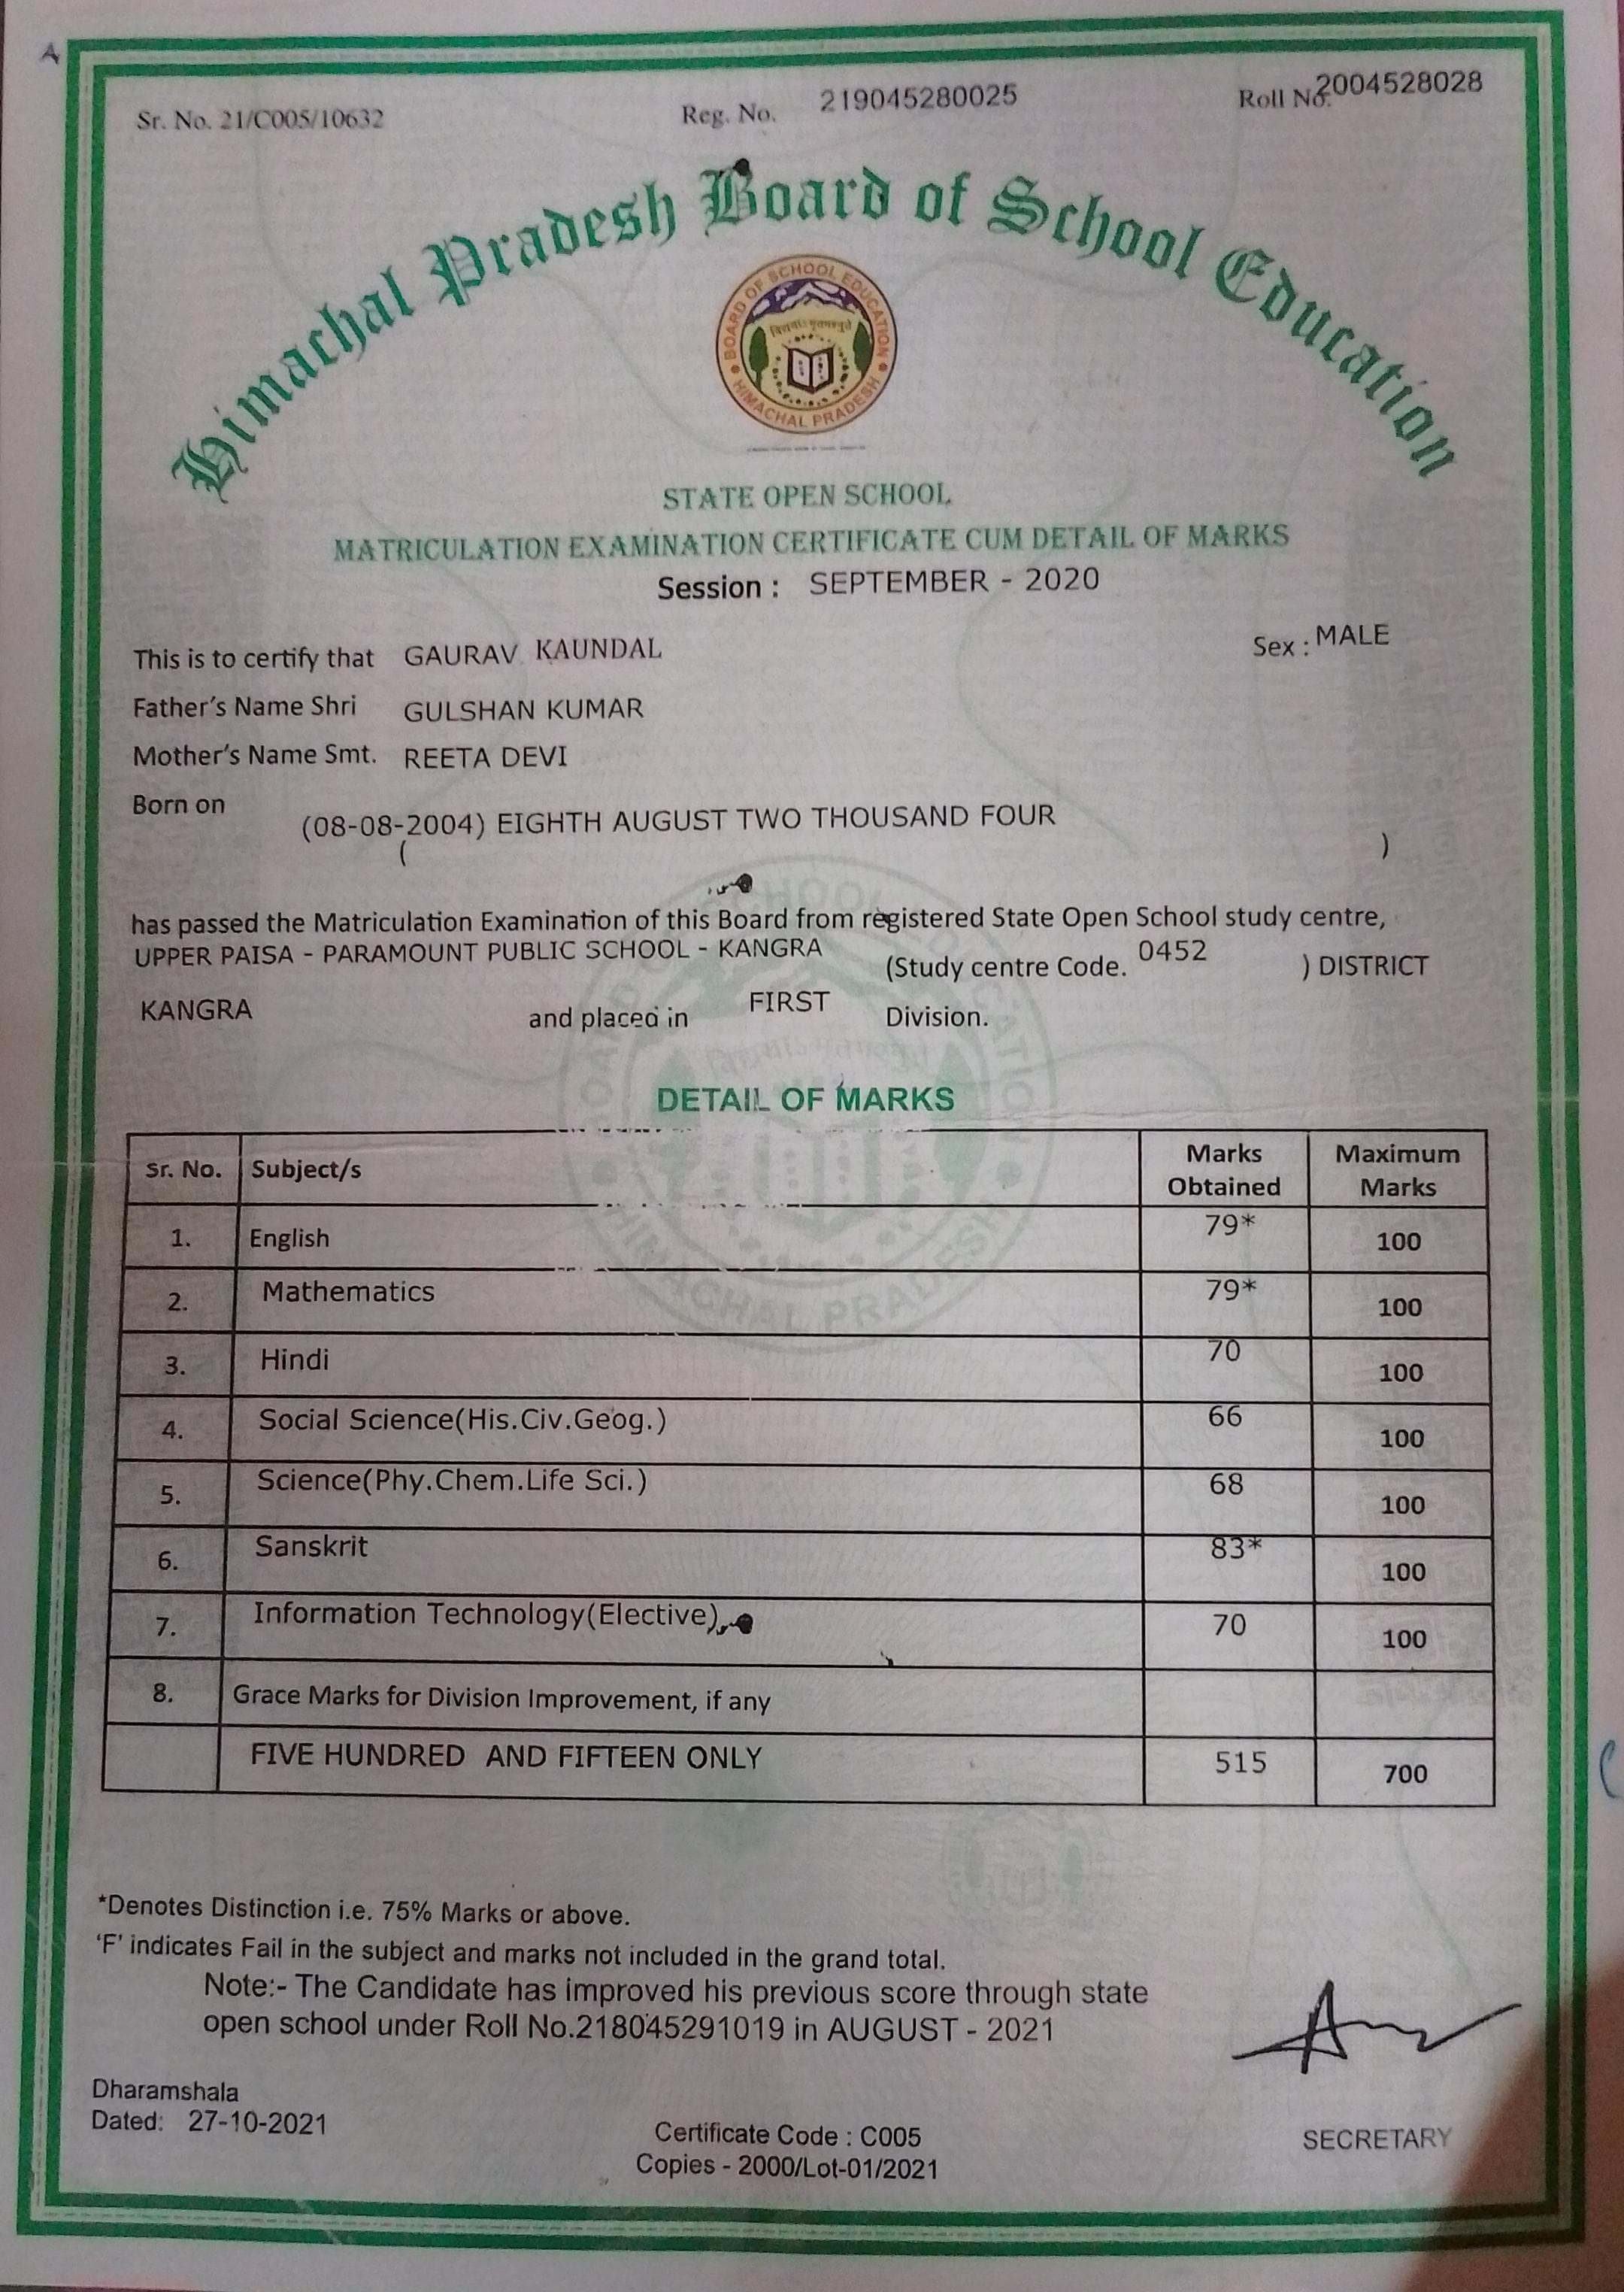 Sr. No. 21/C005/10632 Reg. No. 219045280025 Roll No. 2004528028
Himachal Pradesh Board of School Education
BOARD OF SCHOOL EDUCATION
HIMACHAL PRADESH
STATE OPEN SCHOOL
MATRICULATION EXAMINATION CERTIFICATE CUM DETAIL OF MARKS
Session : SEPTEMBER - 2020
This is to certify that GAURAV KAUNDAL Sex : MALE
Father's Name Shri GULSHAN KUMAR
Mother's Name Smt. REETA DEVI
Born on (08-08-2004) EIGHTH AUGUST TWO THOUSAND FOUR
( )
has passed the Matriculation Examination of this Board from registered State Open School study centre,
UPPER PAISA - PARAMOUNT PUBLIC SCHOOL - KANGRA (Study centre Code. 0452 ) DISTRICT
KANGRA and placed in FIRST Division.
DETAIL OF MARKS
Sr. No. Subject/s Marks Obtained Maximum Marks
1. English 79* 100
2. Mathematics 79* 100
3. Hindi 70 100
4. Social Science(His.Civ.Geog.) 66 100
5. Science(Phy.Chem.Life Sci.) 68 100
6. Sanskrit 83* 100
7. Information Technology(Elective) 70 100
8. Grace Marks for Division Improvement, if any
FIVE HUNDRED AND FIFTEEN ONLY 515 700
*Denotes Distinction i.e. 75% Marks or above.
'F' indicates Fail in the subject and marks not included in the grand total.
Note:- The Candidate has improved his previous score through state
open school under Roll No.218045291019 in AUGUST - 2021
Dharamshala
Dated: 27-10-2021
Certificate Code : C005
Copies - 2000/Lot-01/2021
SECRETARY